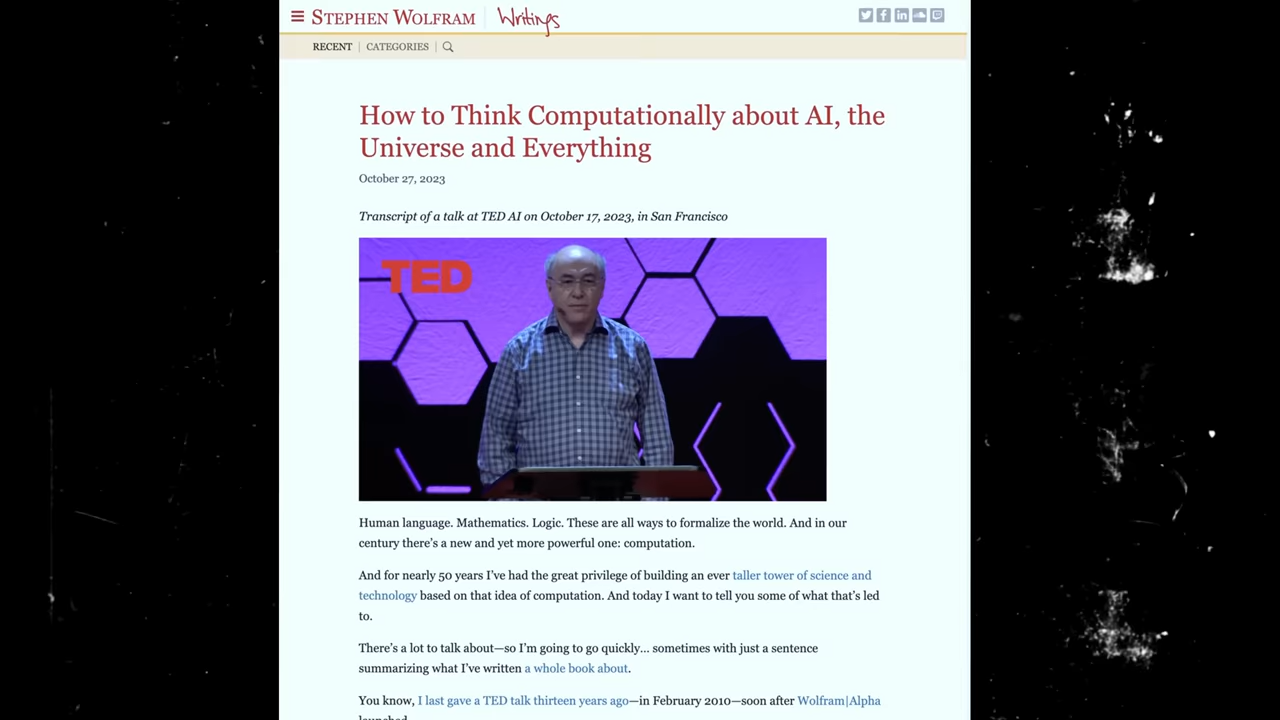 STEPHEN WOLFRAM Writings
RECENT | CATEGORIES |
How to Think Computationally about AI, the
Universe and Everything
October 27, 2023
Transcript of a talk at TED AI on October 17, 2023, in San Francisco
TED
Human language. Mathematics. Logic. These are all ways to formalize the world. And in our
century there’s a new and yet more powerful one: computation.
And for nearly 50 years I’ve had the great privilege of building an ever taller tower of science and
technology based on that idea of computation. And today I want to tell you some of what that’s led
to.
There’s a lot to talk about—so I’m going to go quickly… sometimes with just a sentence
summarizing what I’ve written a whole book about.
You know, I last gave a TED talk thirteen years ago—in February 2010—soon after Wolfram|Alpha
launched.